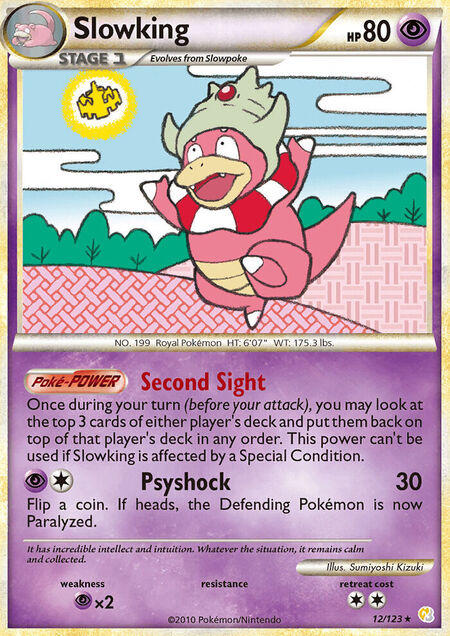 Slowking
HP 80
STAGE 1
Evolves from Slowpoke
NO. 199 Royal Pokémon HT: 6'07" WT: 175.3 lbs.
Poké-POWER Second Sight
Once during your turn (before your attack), you may look at
the top 3 cards of either player's deck and put them back on
top of that player's deck in any order. This power can't be
used if Slowking is affected by a Special Condition.
Psyshock 30
Flip a coin. If heads, the Defending Pokémon is now
Paralyzed.
It has incredible intellect and intuition. Whatever the situation, it remains calm
and collected.
Illus. Sumiyoshi Kizuki
weakness resistance retreat cost
×2
©2010 Pokémon/Nintendo 12/123 ★